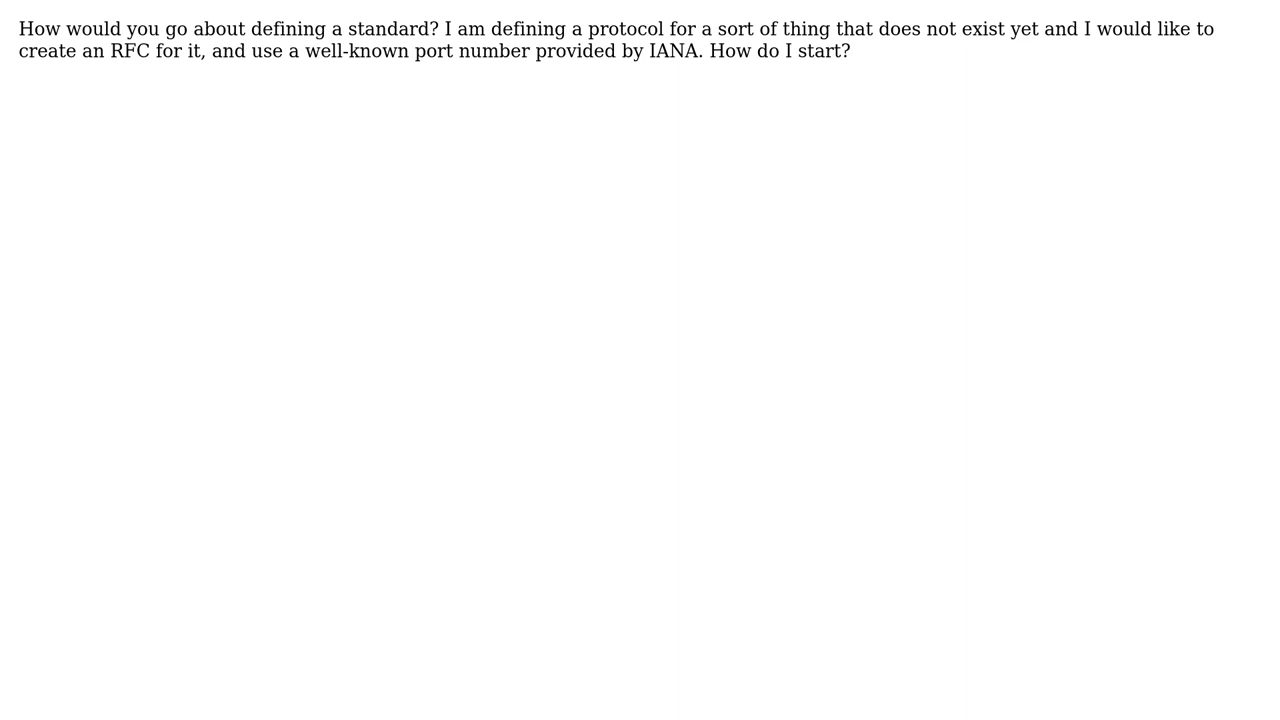 How would you go about defining a standard? I am defining a protocol for a sort of thing that does not exist yet and I would like to
create an RFC for it, and use a well-known port number provided by IANA. How do I start?